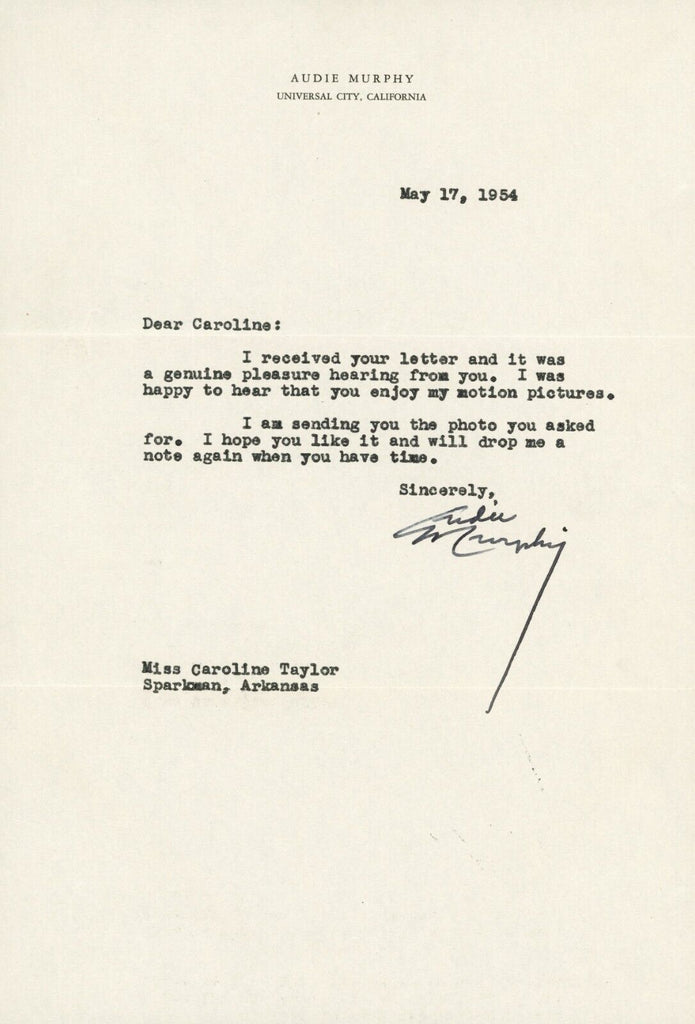 AUDIE MURPHY
UNIVERSAL CITY, CALIFORNIA
May 17, 1954
Dear Caroline:
I received your letter and it was
a genuine pleasure hearing from you. I was
happy to hear that you enjoy my motion pictures.
I am sending you the photo you asked
for. I hope you like it and will drop me a
note again when you have time.
Sincerely,
Audie
Murphy
Miss Caroline Taylor
Sparkman, Arkansas